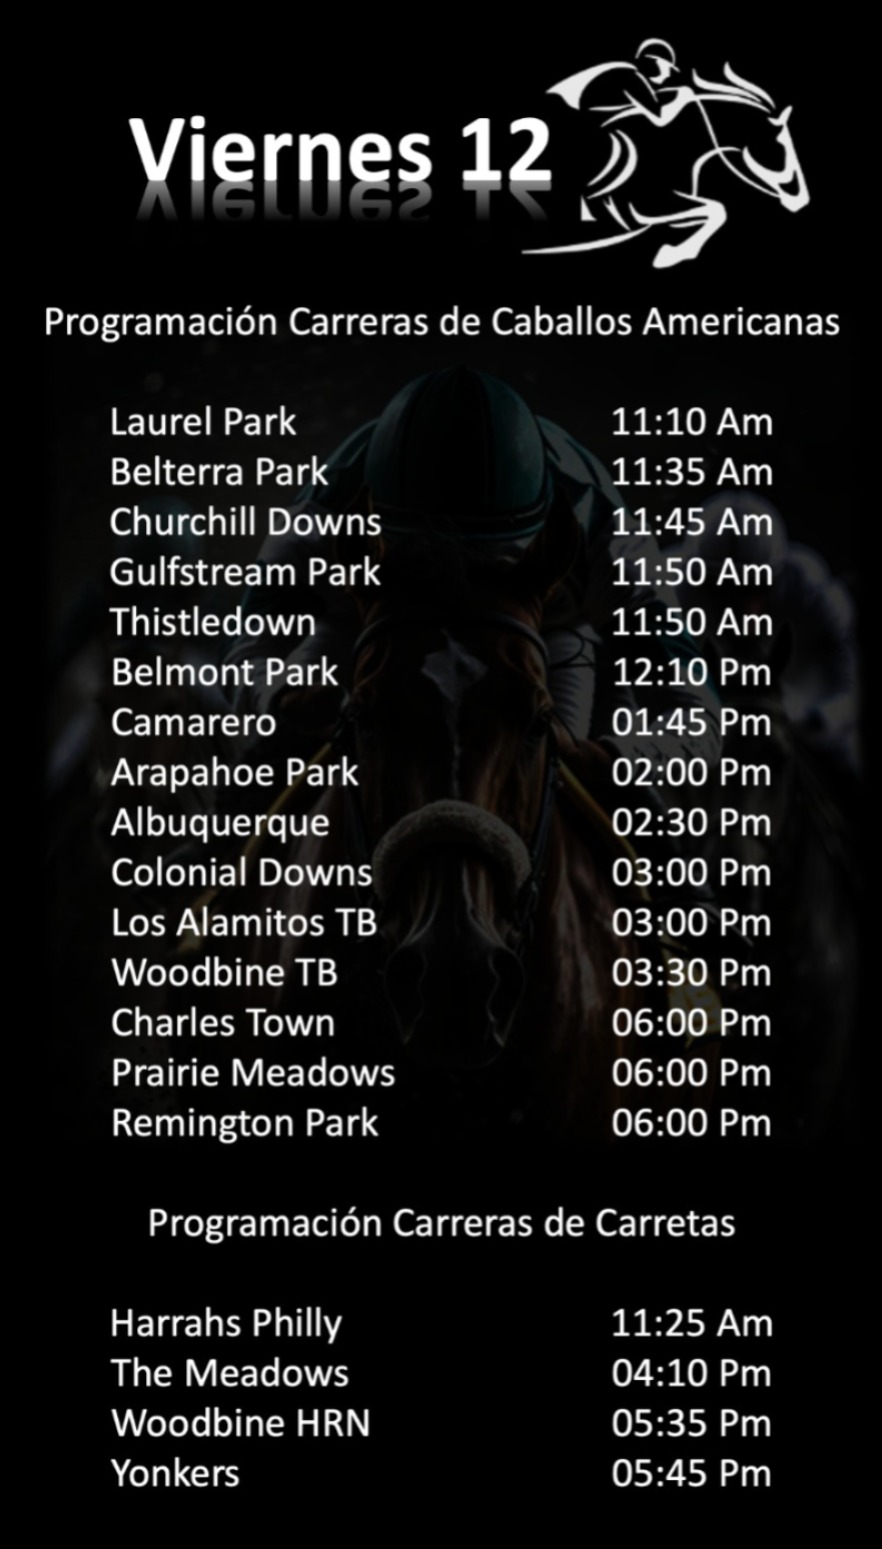 Viernes 12
Programación Carreras de Caballos Americanas
Laurel Park 11:10 Am
Belterra Park 11:35 Am
Churchill Downs 11:45 Am
Gulfstream Park 11:50 Am
Thistledown 11:50 Am
Belmont Park 12:10 Pm
Camarero 01:45 Pm
Arapahoe Park 02:00 Pm
Albuquerque 02:30 Pm
Colonial Downs 03:00 Pm
Los Alamitos TB 03:00 Pm
Woodbine TB 03:30 Pm
Charles Town 06:00 Pm
Prairie Meadows 06:00 Pm
Remington Park 06:00 Pm
Programación Carreras de Carretas
Harrahs Philly 11:25 Am
The Meadows 04:10 Pm
Woodbine HRN 05:35 Pm
Yonkers 05:45 Pm